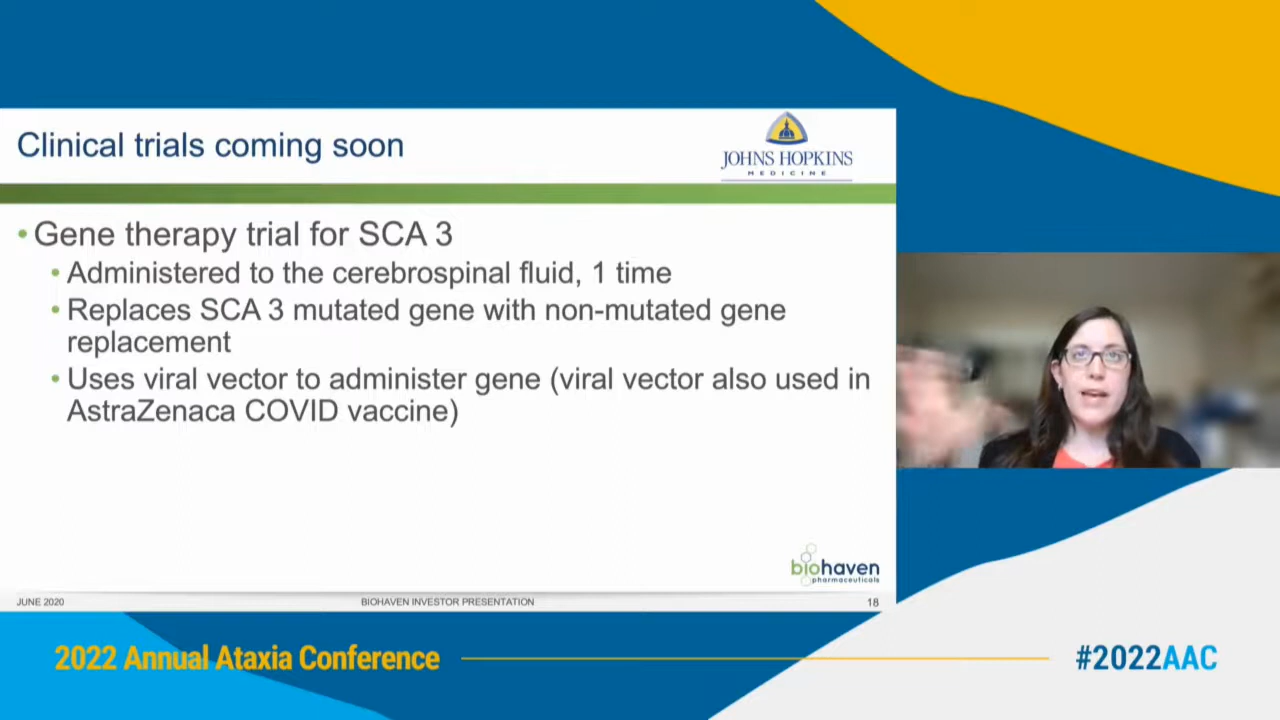 Clinical trials coming soon
JOHNS HOPKINS
MEDICINE
• Gene therapy trial for SCA 3
• Administered to the cerebrospinal fluid, 1 time
• Replaces SCA 3 mutated gene with non-mutated gene
replacement
• Uses viral vector to administer gene (viral vector also used in
AstraZenaca COVID vaccine)
biohaven
pharmaceuticals
JUNE 2020
BIOHAVEN INVESTOR PRESENTATION
18
2022 Annual Ataxia Conference
#2022AAC